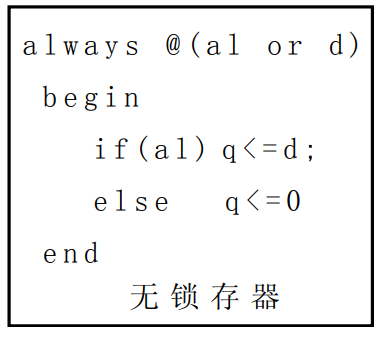 always @(al or d)
begin
if(al) q<=d;
else q<=0
end
无锁存器